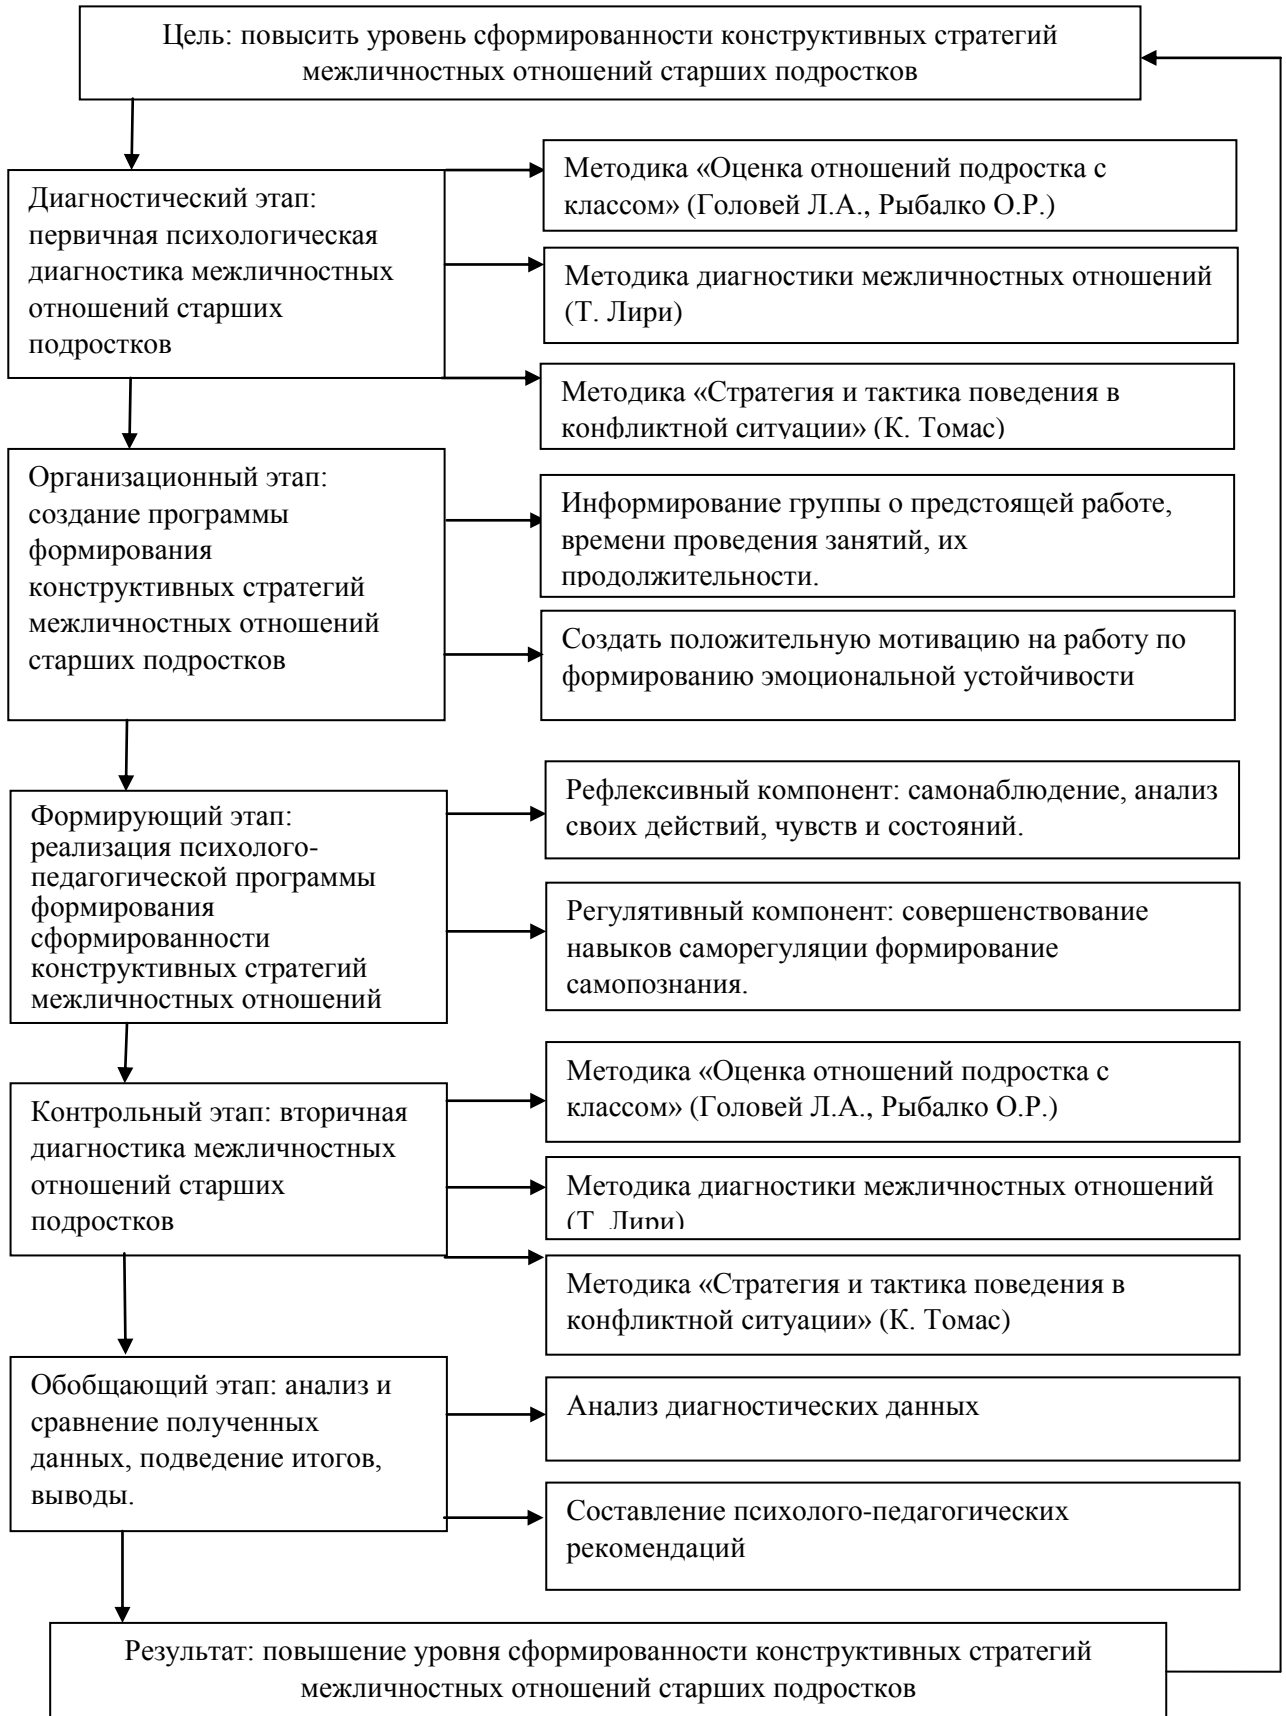 Цель: повысить уровень сформированности конструктивных стратегий
межличностных отношений старших подростков
Диагностический этап:
первичная психологическая
диагностика межличностных
отношений старших
подростков
Методика «Оценка отношений подростка с
классом» (Головей Л.А., Рыбалко О.Р.)
Методика диагностики межличностных отношений
(Т. Лири)
Методика «Стратегия и тактика поведения в
конфликтной ситуации» (К. Томас)
Организационный этап:
создание программы
формирования
конструктивных стратегий
межличностных отношений
старших подростков
Информирование группы о предстоящей работе,
времени проведения занятий, их
продолжительности.
Создать положительную мотивацию на работу по
формированию эмоциональной устойчивости
Формирующий этап:
реализация психолого-
педагогической программы
формирования
сформированности
конструктивных стратегий
межличностных отношений
Рефлексивный компонент: самонаблюдение, анализ
своих действий, чувств и состояний.
Регулятивный компонент: совершенствование
навыков саморегуляции формирование
самопознания.
Контрольный этап: вторичная
диагностика межличностных
отношений старших
подростков
Методика «Оценка отношений подростка с
классом» (Головей Л.А., Рыбалко О.Р.)
Методика диагностики межличностных отношений
(Т. Лири)
Методика «Стратегия и тактика поведения в
конфликтной ситуации» (К. Томас)
Обобщающий этап: анализ и
сравнение полученных
данных, подведение итогов,
выводы.
Анализ диагностических данных
Составление психолого-педагогических
рекомендаций
Результат: повышение уровня сформированности конструктивных стратегий
межличностных отношений старших подростков